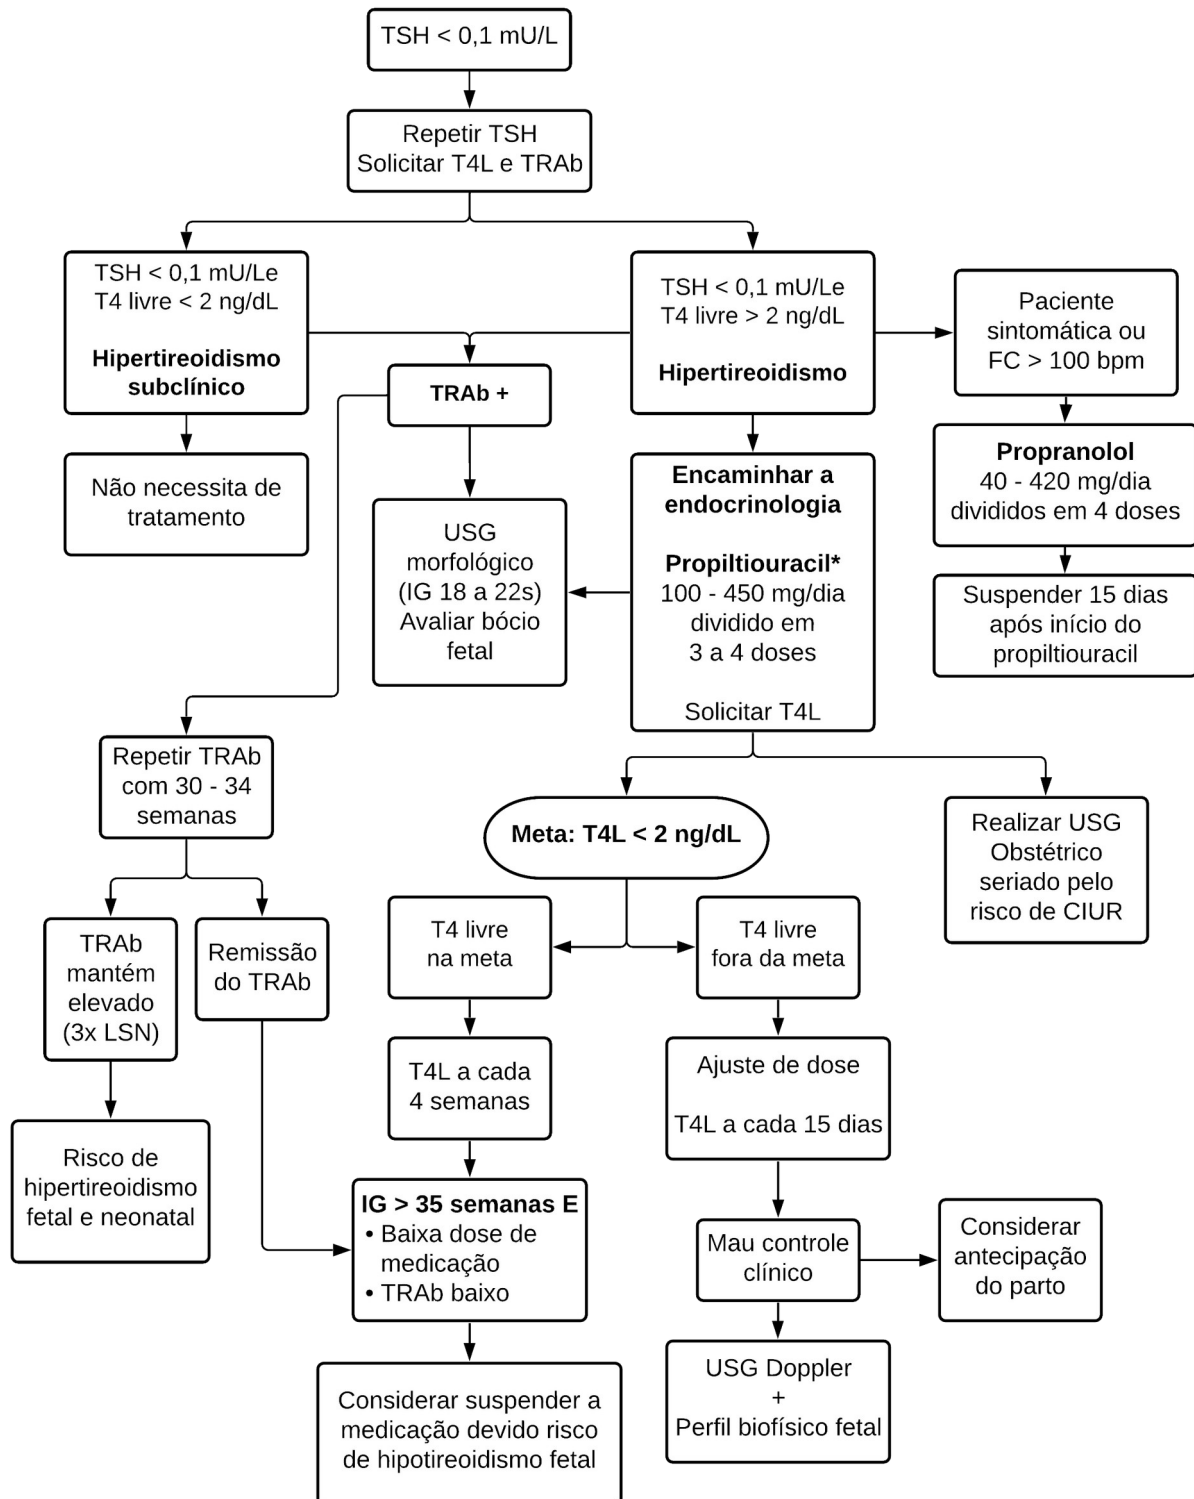 TSH < 0,1 mU/L
Repetir TSH
Solicitar T4L e TRAb
TSH < 0,1 mU/Le
T4 livre < 2 ng/dL
Hipertireoidismo
subclínico
TSH < 0,1 mU/Le
T4 livre > 2 ng/dL
Hipertireoidismo
Paciente
sintomática ou
FC > 100 bpm
TRAb +
Não necessita de
tratamento
USG
morfológico
(IG 18 a 22s)
Avaliar bócio
fetal
Encaminhar a
endocrinologia
Propiltiouracil*
100 - 450 mg/dia
dividido em
3 a 4 doses
Solicitar T4L
Propranolol
40 - 420 mg/dia
divididos em 4 doses
Suspender 15 dias
após início do
propiltiouracil
Repetir TRAb
com 30 - 34
semanas
Meta: T4L < 2 ng/dL
Realizar USG
Obstétrico
seriado pelo
risco de CIUR
TRAb
mantém
elevado
(3x LSN)
Remissão
do TRAb
T4 livre
na meta
T4 livre
fora da meta
T4L a cada
4 semanas
Ajuste de dose
T4L a cada 15 dias
Risco de
hipertireoidismo
fetal e neonatal
IG > 35 semanas E
• Baixa dose de
medicação
• TRAb baixo
Mau controle
clínico
Considerar
antecipação
do parto
Considerar suspender a
medicação devido risco
de hipotireoidismo fetal
USG Doppler
+
Perfil biofísico fetal